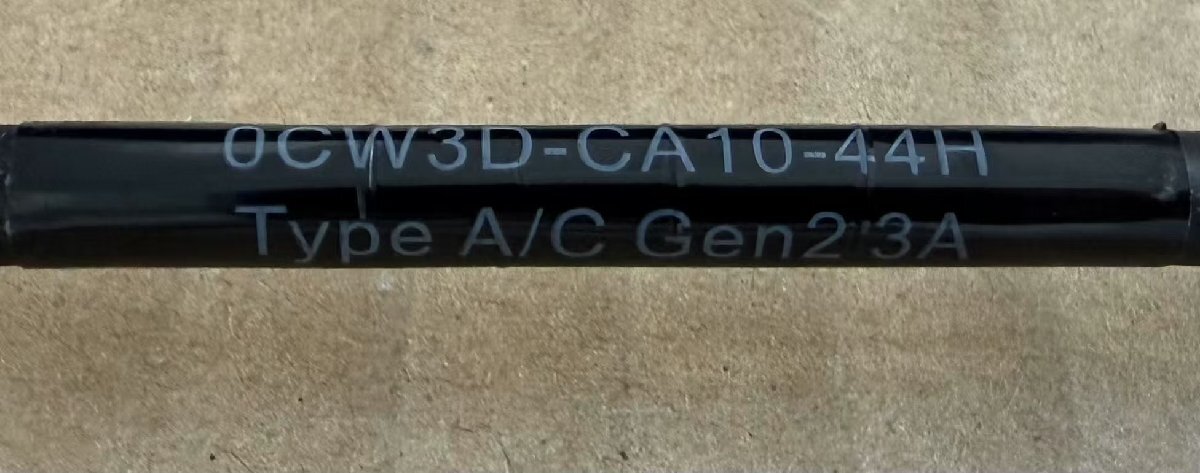 0CW3D-CA10-44H
Type A/C Gen2 3A